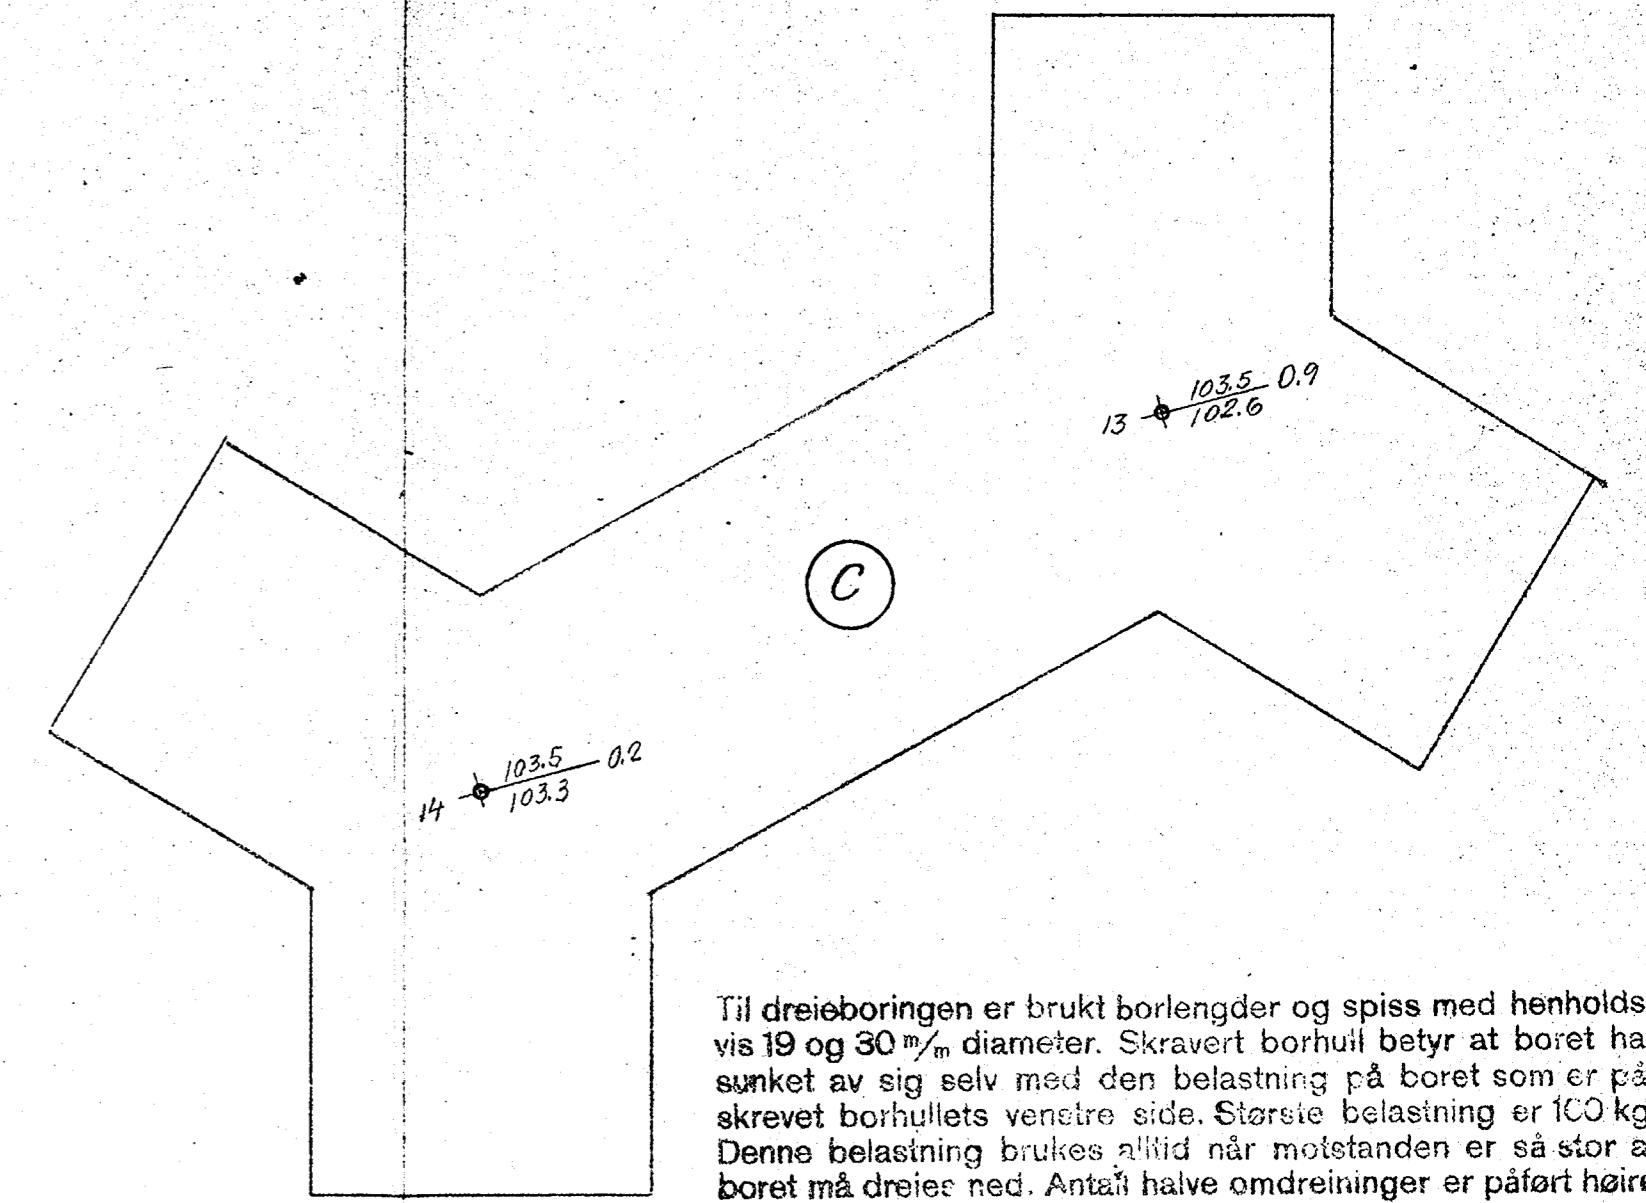 103.5 0.9
13 102.6
C
103.5 0.2
14 103.3
Til dreieboringen er brukt borlengder og spiss med henholds
vis 19 og 30 m/m diameter. Skravert borhull betyr at boret ha
sunket av sig selv med den belastning på boret som er på
skrevet borhullets venstre side. Største belastning er 100 kg
Denne belastning brukes alltid når motstanden er så stor a
boret må dreies ned. Antall halve omdreininger er påført høire